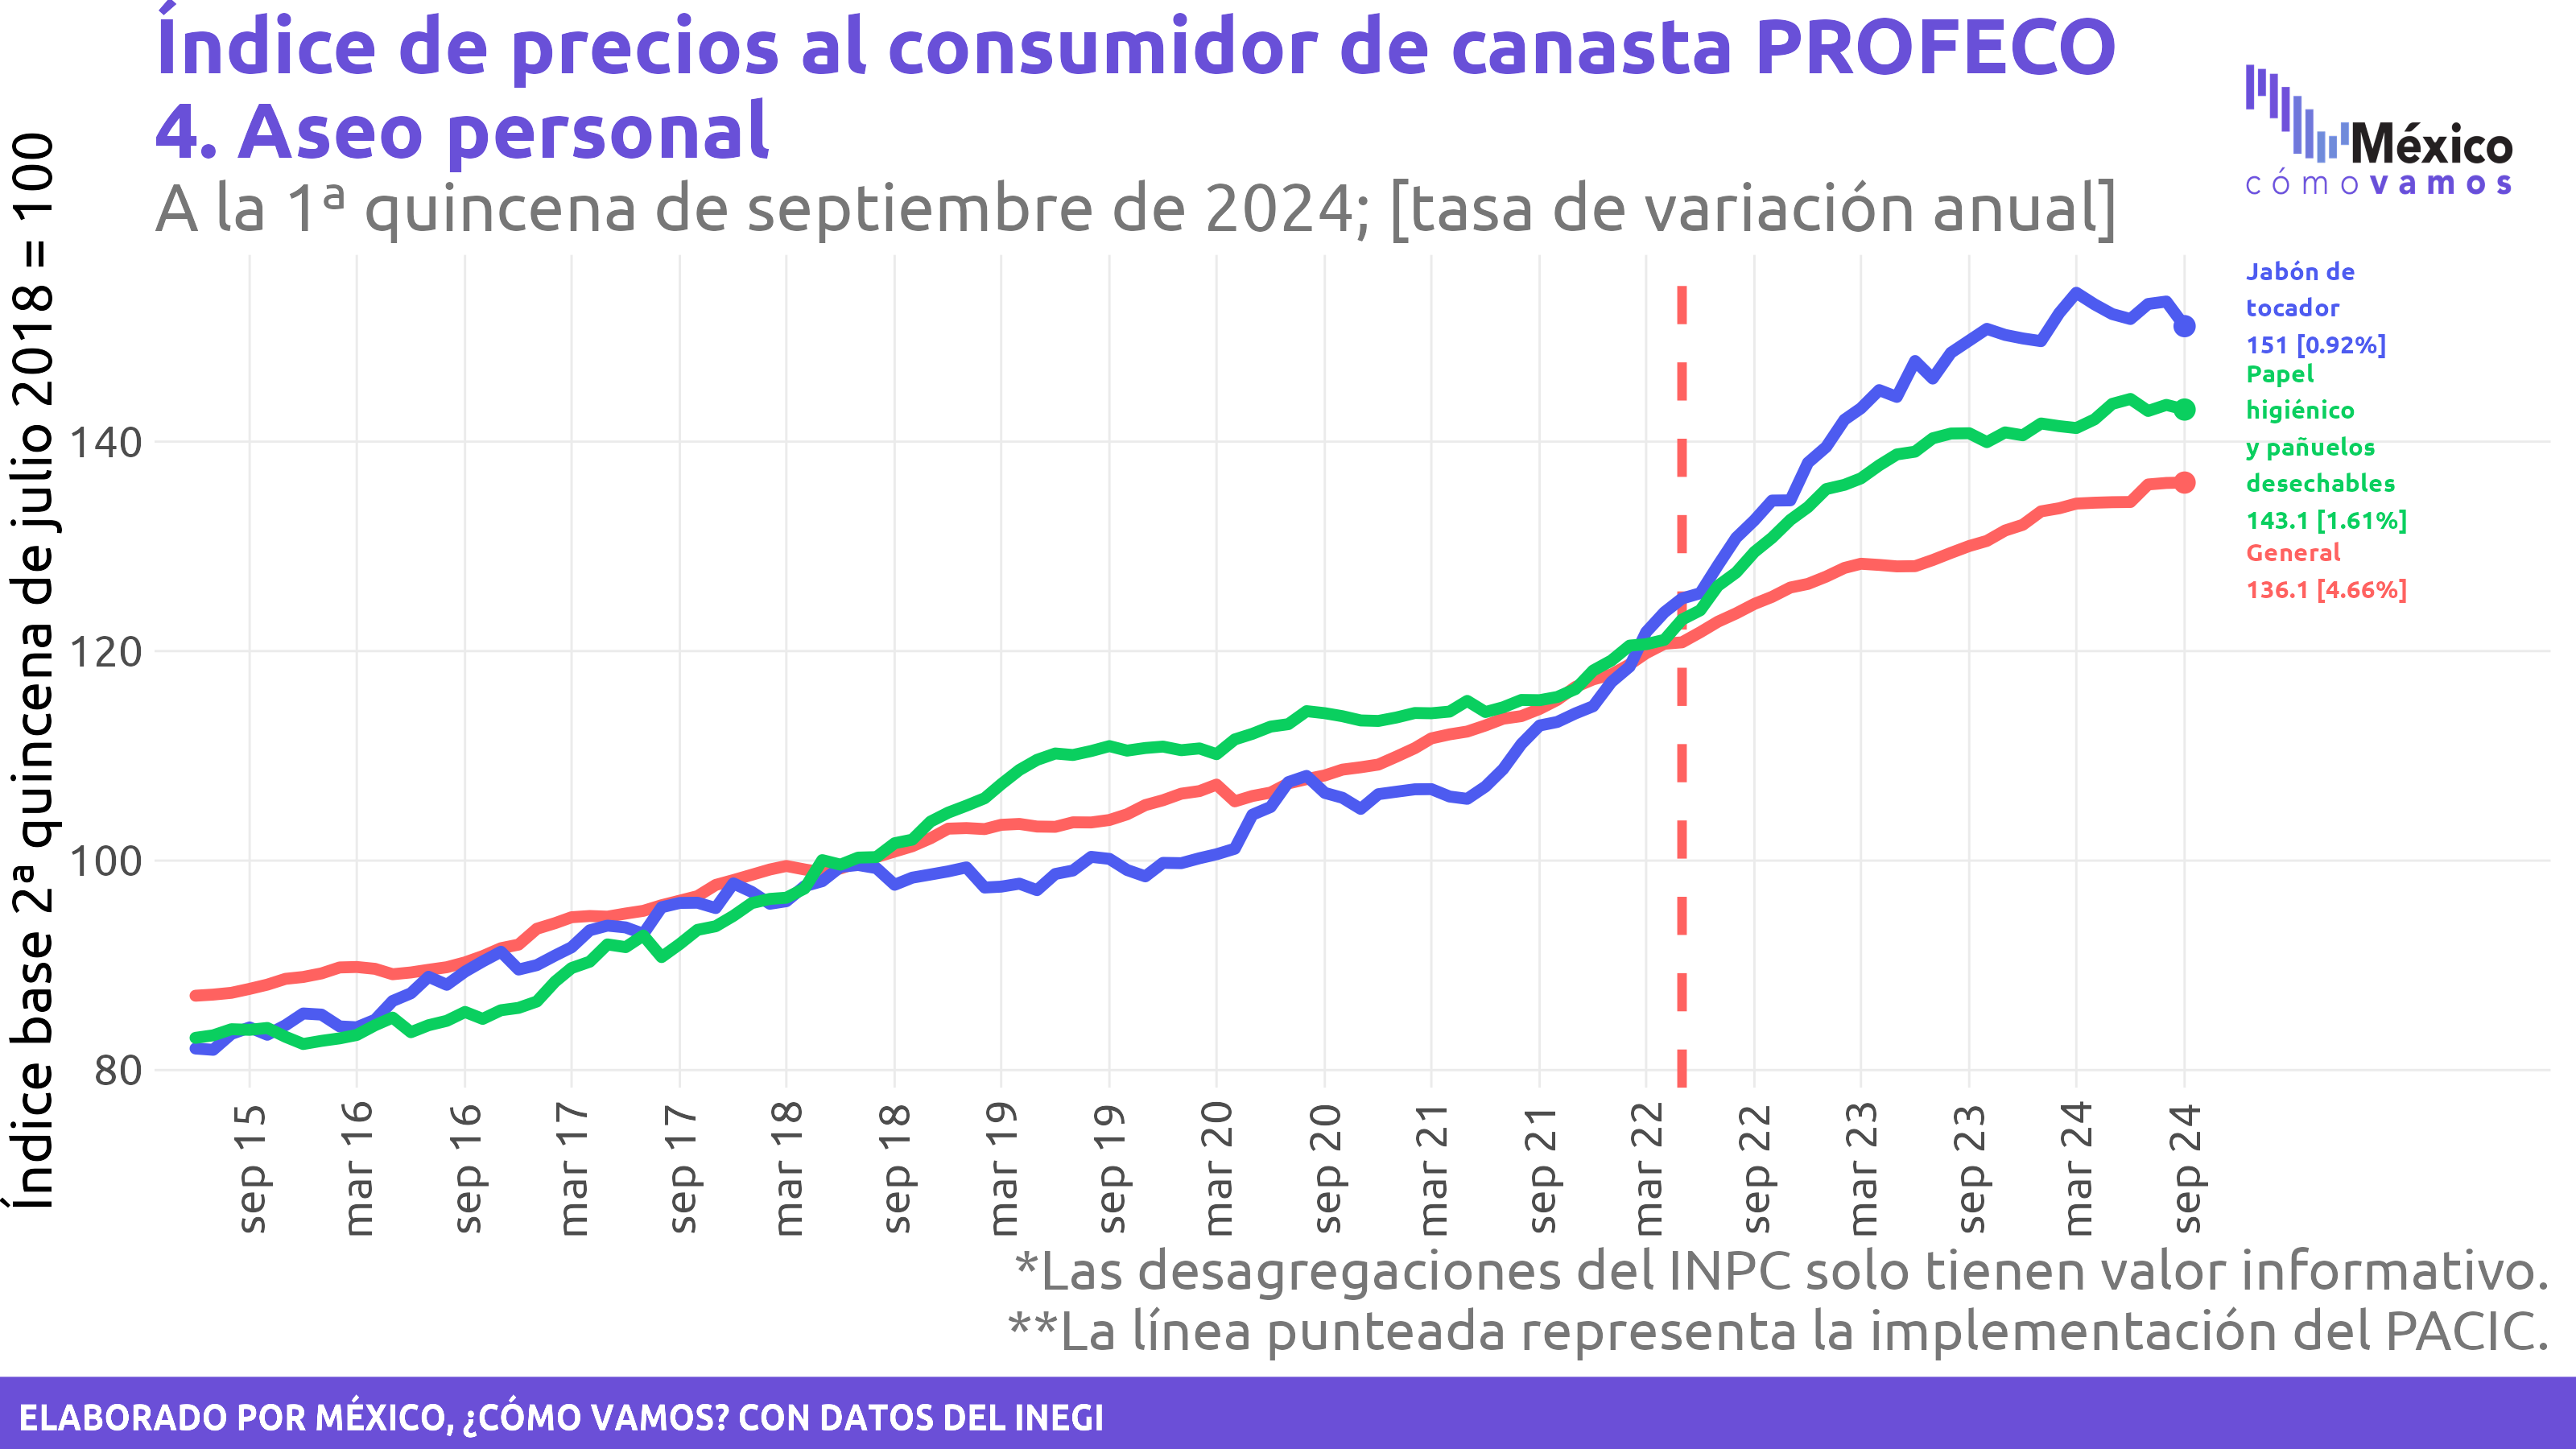 Índice de precios al consumidor de canasta PROFECO
4. Aseo personal
A la 1ª quincena de septiembre de 2024; [tasa de variación anual]
México
cómo vamos
Índice base 2ª quincena de julio 2018 = 100
140
120
100
80
Jabón de
tocador
151 [0.92%]
Papel
higiénico
y pañuelos
desechables
143.1 [1.61%]
General
136.1 [4.66%]
sep 15
mar 16
sep 16
mar 17
sep 17
mar 18
sep 18
mar 19
sep 19
mar 20
sep 20
mar 21
sep 21
mar 22
sep 22
mar 23
sep 23
mar 24
sep 24
*Las desagregaciones del INPC solo tienen valor informativo.
**La línea punteada representa la implementación del PACIC.
ELABORADO POR MÉXICO, ¿CÓMO VAMOS? CON DATOS DEL INEGI